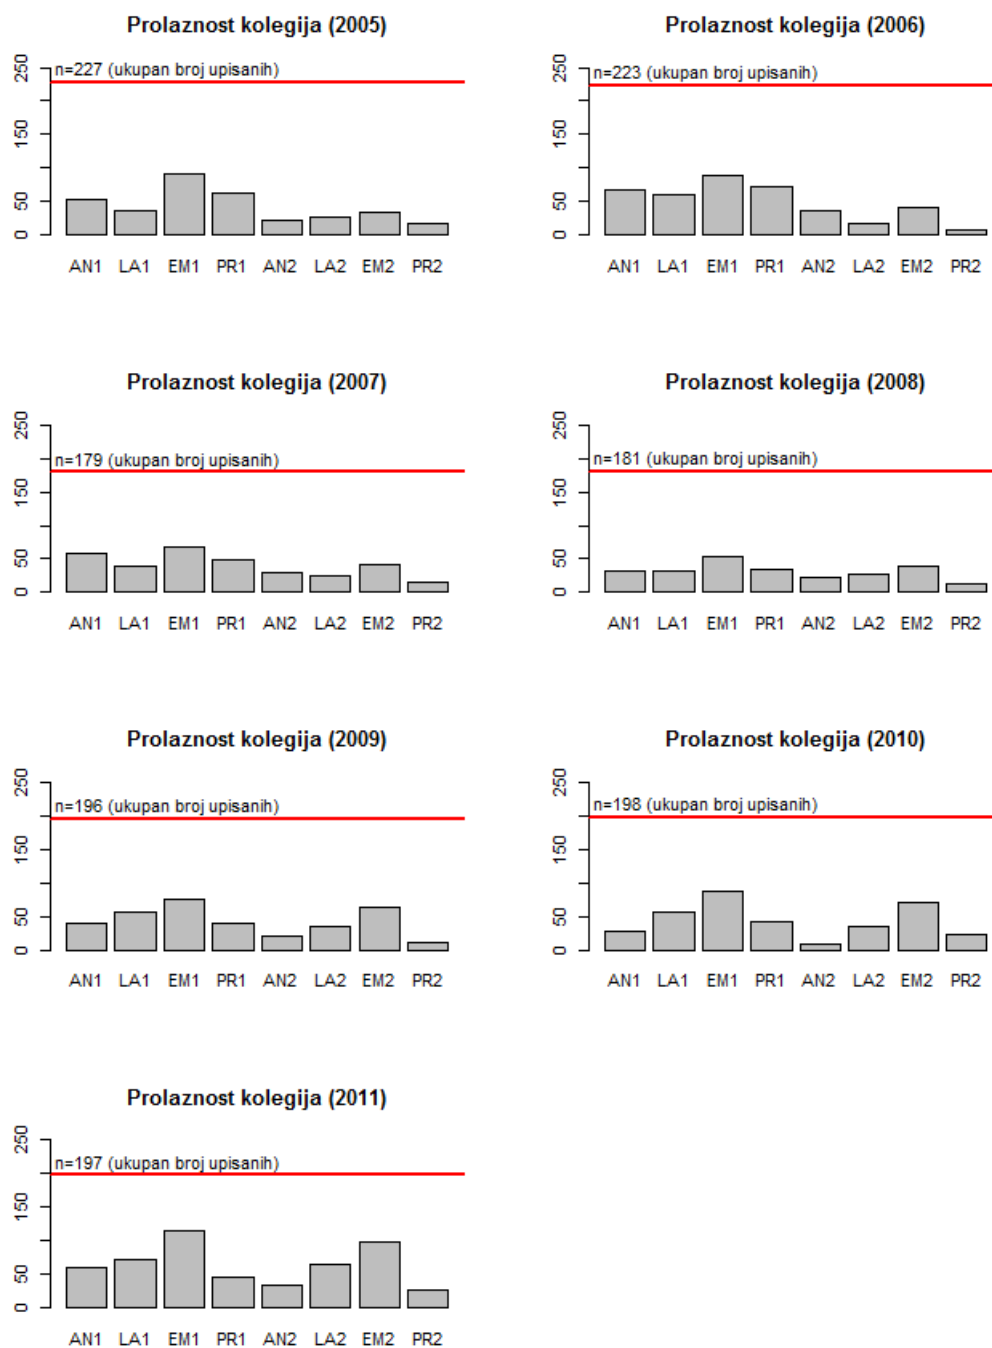 Prolaznost kolegija (2005)
n=227 (ukupan broj upisanih)
250
150
50
0
AN1 LA1 EM1 PR1 AN2 LA2 EM2 PR2
Prolaznost kolegija (2006)
n=223 (ukupan broj upisanih)
250
150
50
0
AN1 LA1 EM1 PR1 AN2 LA2 EM2 PR2
Prolaznost kolegija (2007)
250
n=179 (ukupan broj upisanih)
150
50
0
AN1 LA1 EM1 PR1 AN2 LA2 EM2 PR2
Prolaznost kolegija (2008)
250
n=181 (ukupan broj upisanih)
150
50
0
AN1 LA1 EM1 PR1 AN2 LA2 EM2 PR2
Prolaznost kolegija (2009)
250
n=196 (ukupan broj upisanih)
150
50
0
AN1 LA1 EM1 PR1 AN2 LA2 EM2 PR2
Prolaznost kolegija (2010)
250
n=198 (ukupan broj upisanih)
150
50
0
AN1 LA1 EM1 PR1 AN2 LA2 EM2 PR2
Prolaznost kolegija (2011)
250
n=197 (ukupan broj upisanih)
150
50
0
AN1 LA1 EM1 PR1 AN2 LA2 EM2 PR2